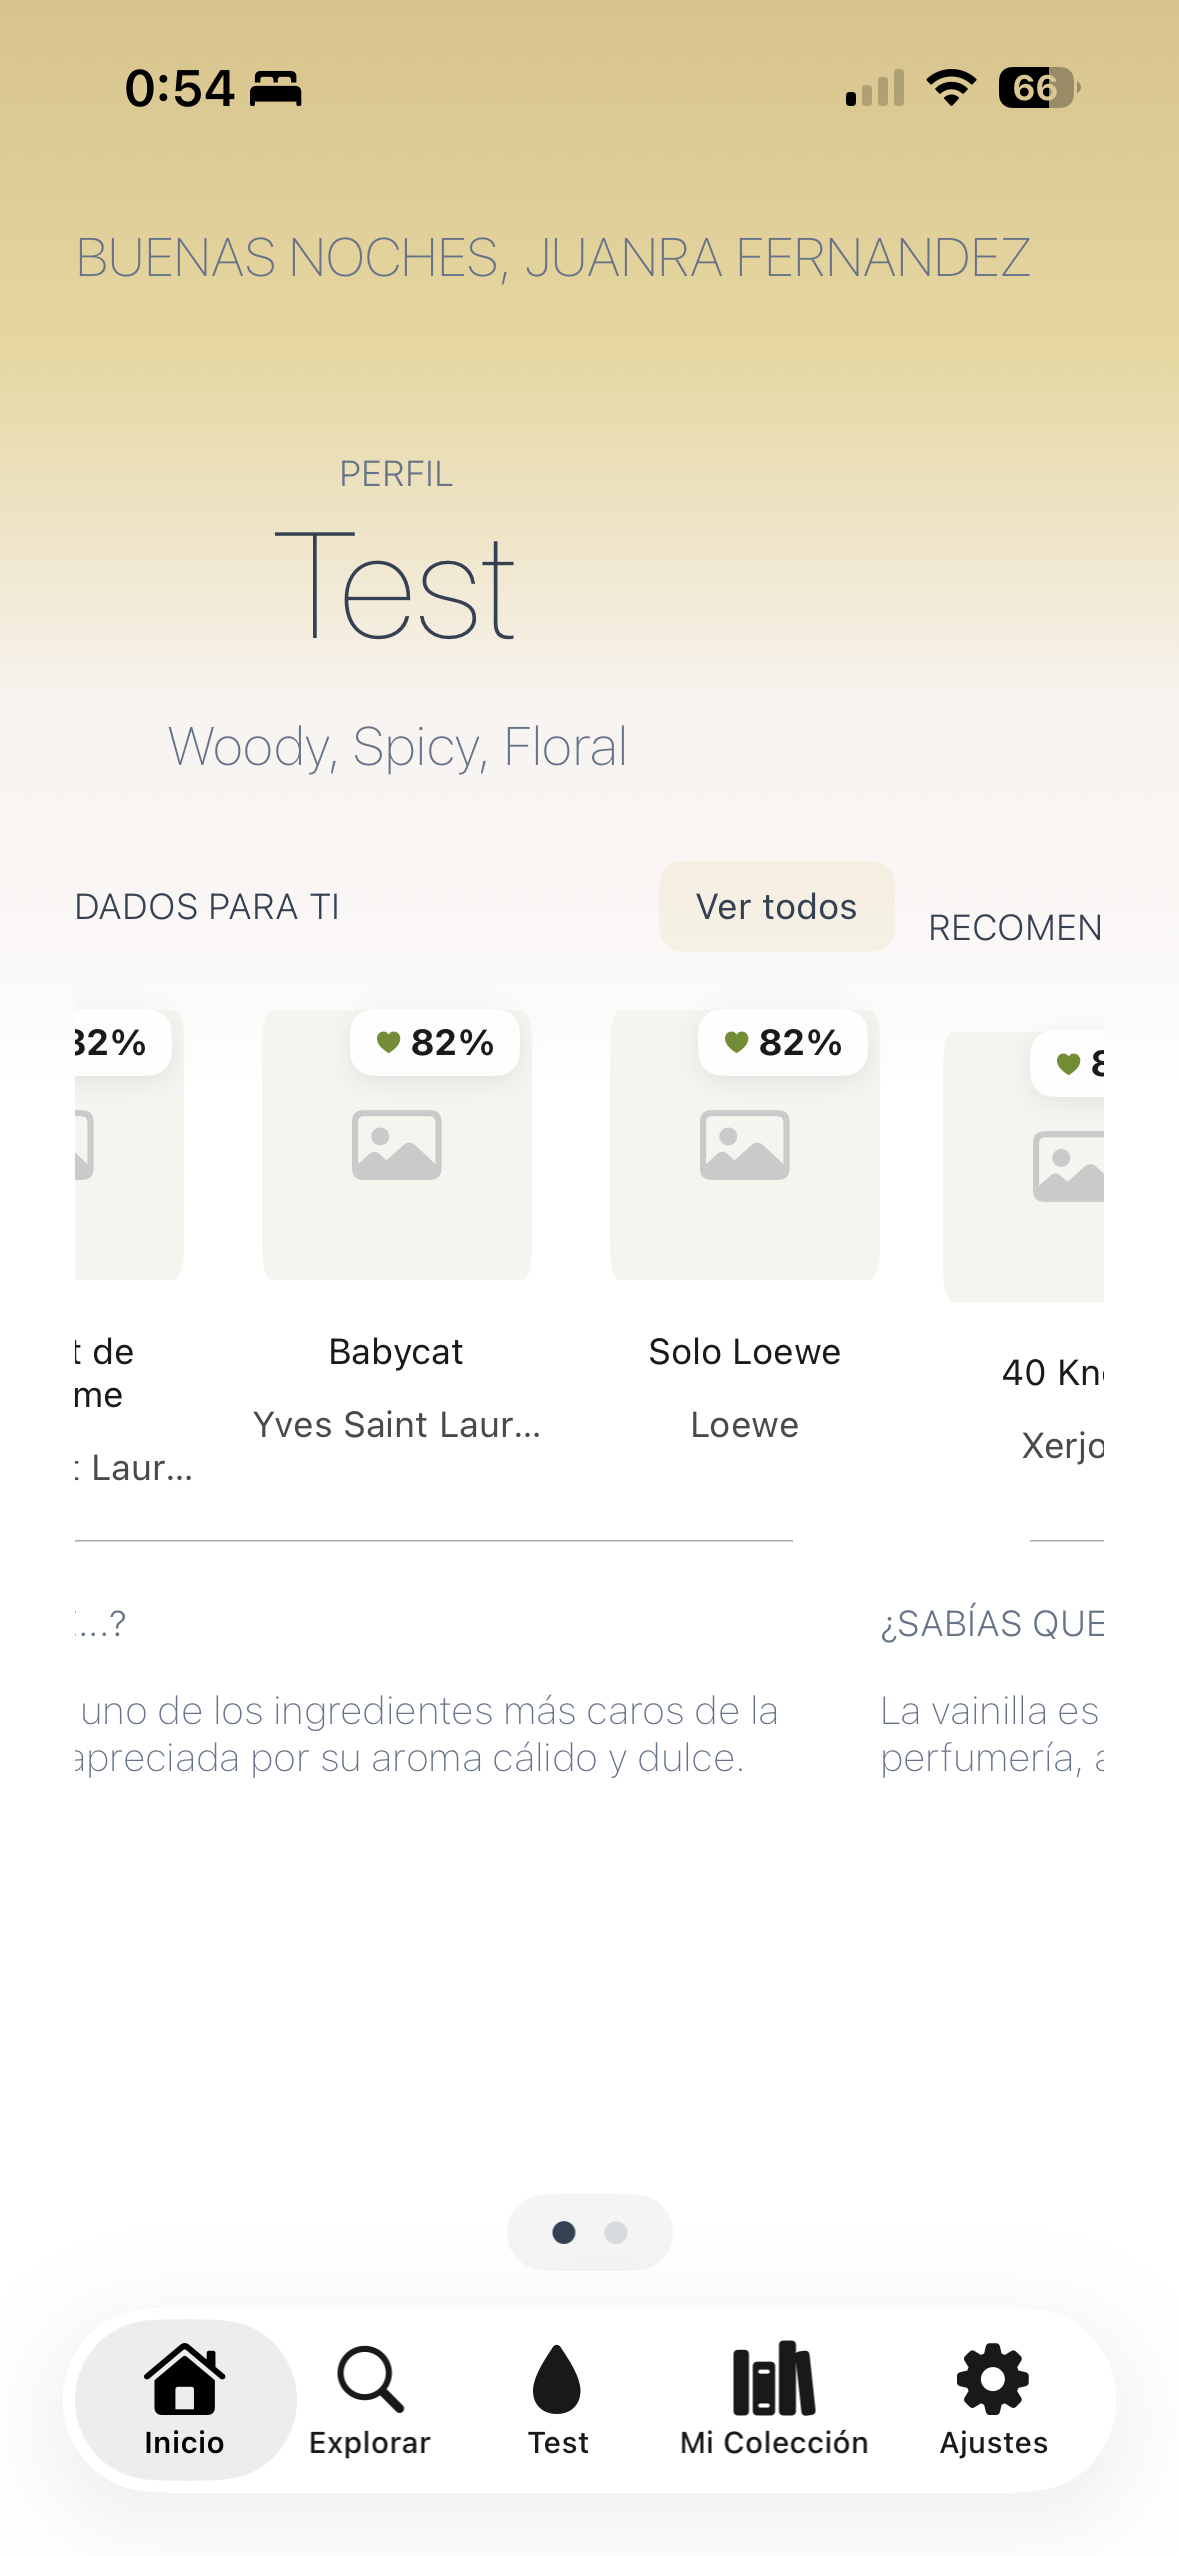 0:54
66
BUENAS NOCHES, JUANRA FERNANDEZ
PERFIL
Test
Woody, Spicy, Floral
DADOS PARA TI
Ver todos
RECOMEN
82%
82%
82%
8
t de
me
t Laur...
Babycat
Yves Saint Laur...
Solo Loewe
Loewe
40 Kn
Xerjo
...?
uno de los ingredientes más caros de la
apreciada por su aroma cálido y dulce.
¿SABÍAS QUE
La vainilla es
perfumería, a
Inicio
Explorar
Test
Mi Colección
Ajustes